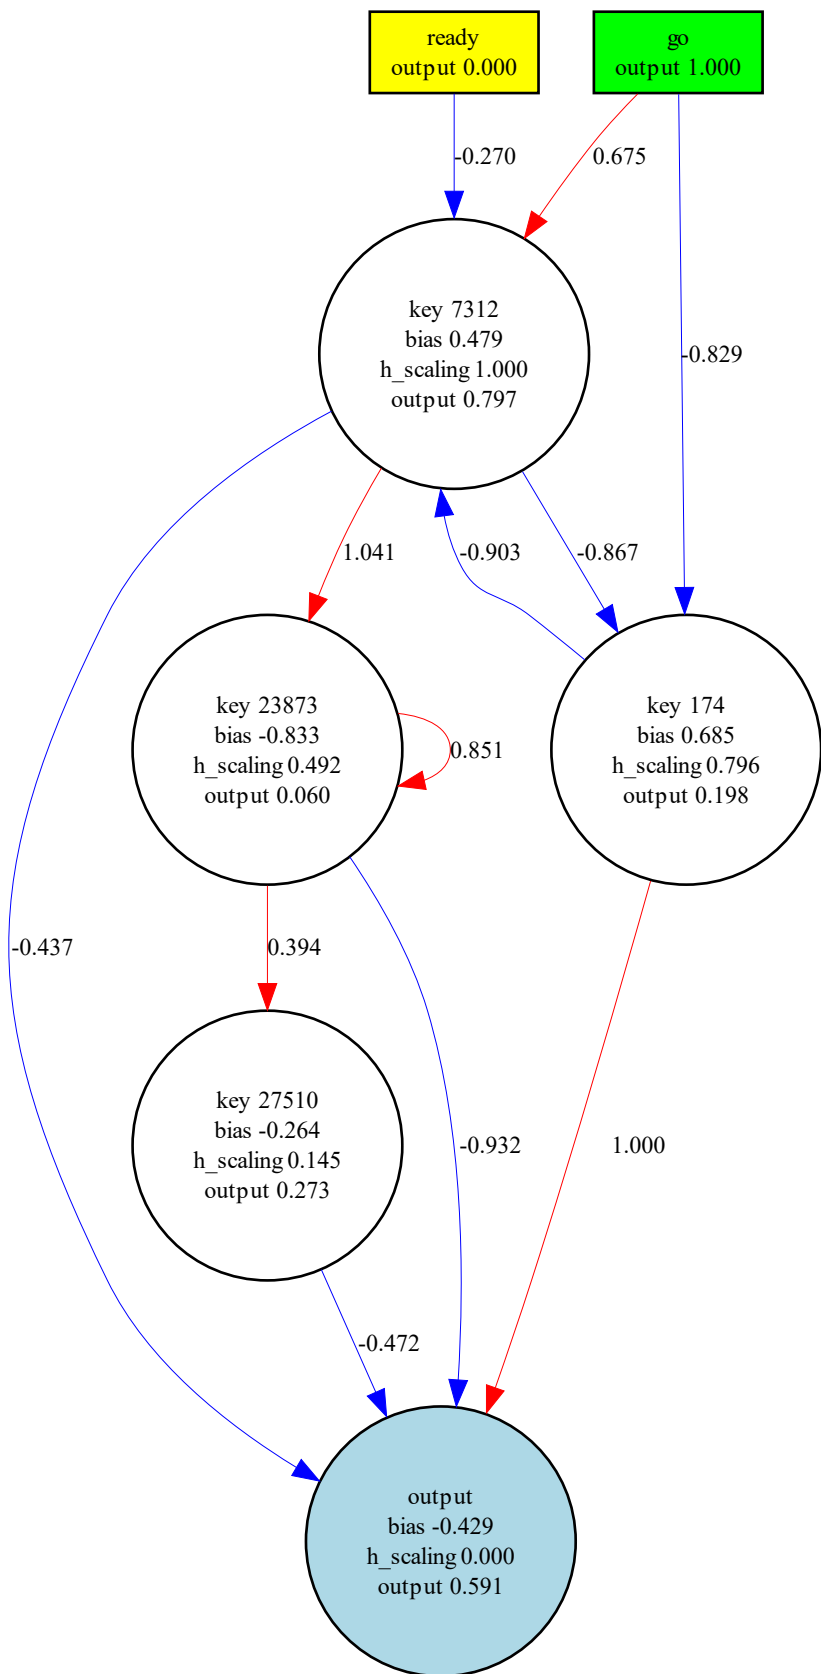 ready
output 0.000
go
output 1.000
-0.270
0.675
key 7312
bias 0.479
h_scaling 1.000
output 0.797
-0.829
1.041
-0.903
-0.867
key 23873
bias -0.833
h_scaling 0.492
output 0.060
0.851
key 174
bias 0.685
h_scaling 0.796
output 0.198
-0.437
0.394
key 27510
bias -0.264
h_scaling 0.145
output 0.273
-0.932
1.000
-0.472
output
bias -0.429
h_scaling 0.000
output 0.591